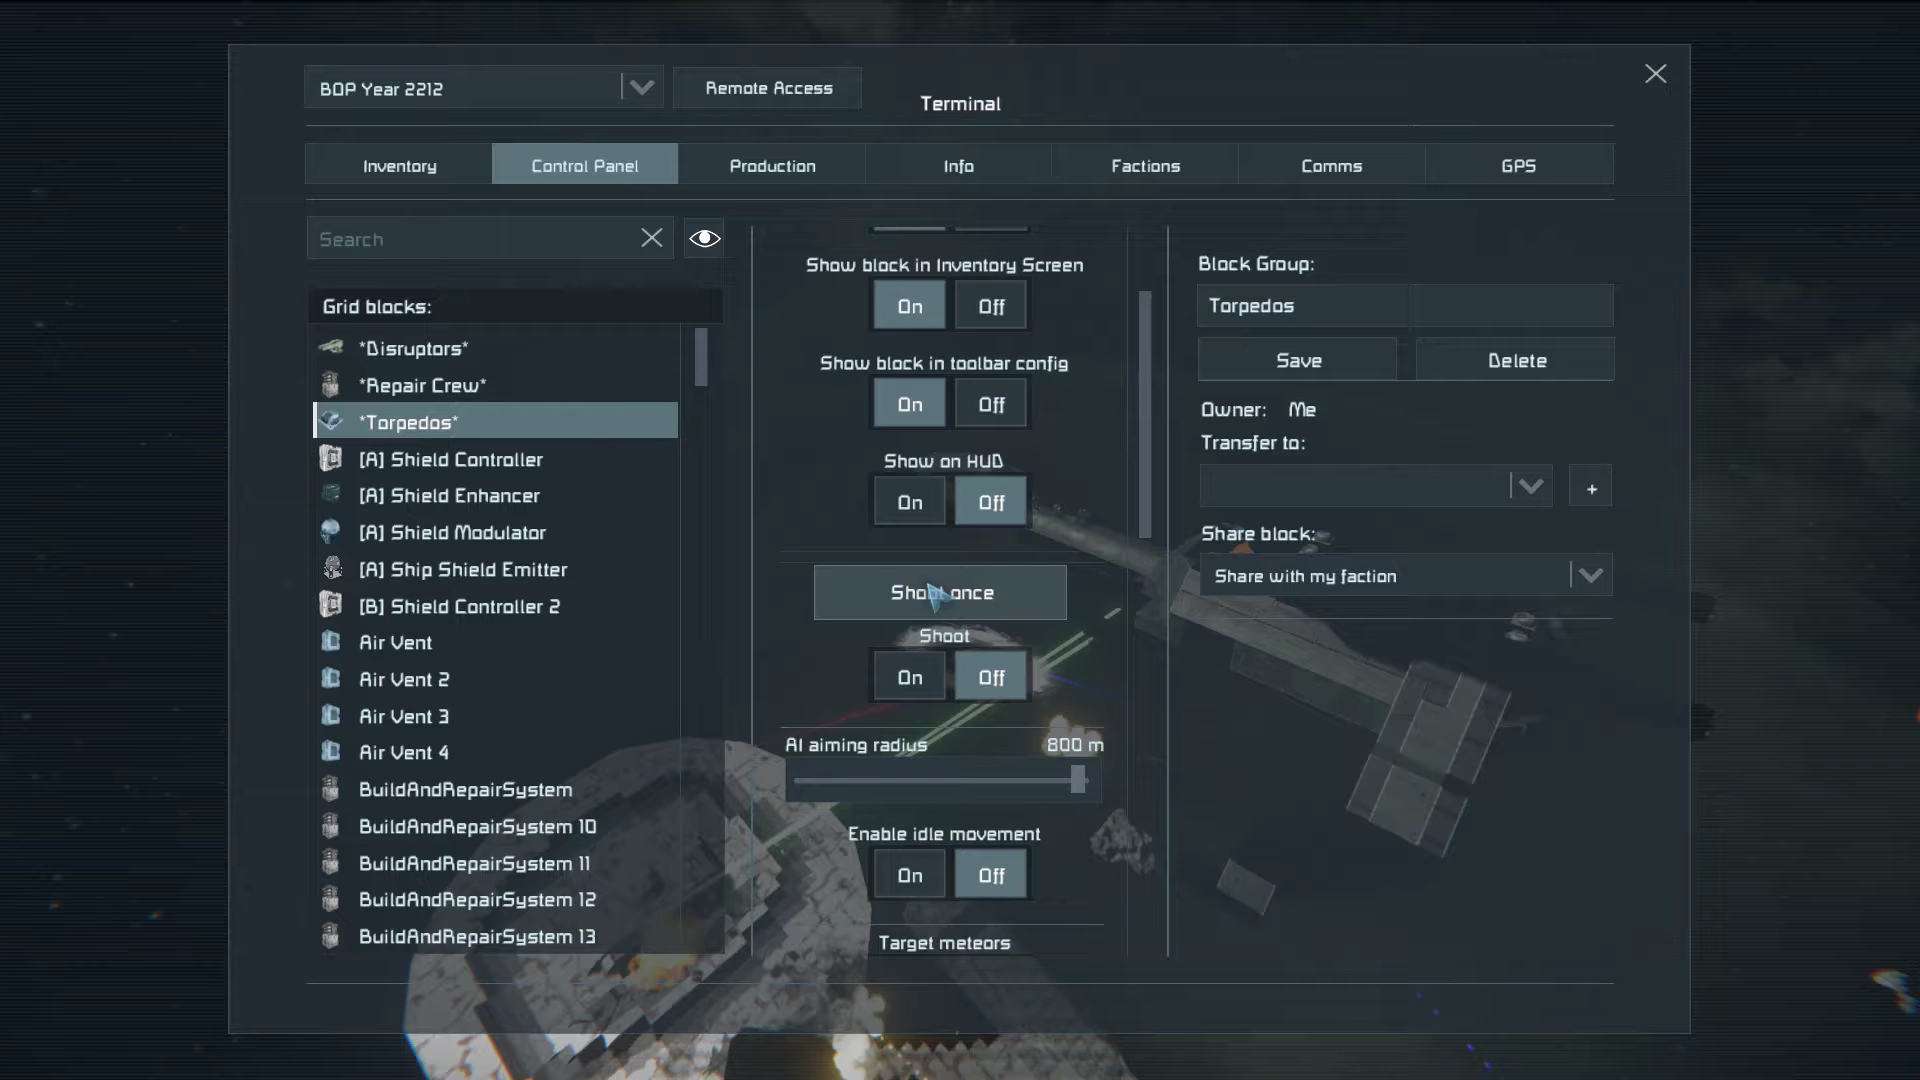 BOP Year 2212
Remote Access
Terminal
Inventory
Control Panel
Production
Info
Factions
Comms
GPS
Search
Grid blocks:
*Disruptors*
*Repair Crew*
*Torpedos*
[A] Shield Controller
[A] Shield Enhancer
[A] Shield Modulator
[A] Ship Shield Emitter
[B] Shield Controller 2
Air Vent
Air Vent 2
Air Vent 3
Air Vent 4
BuildAndRepairSystem
BuildAndRepairSystem 10
BuildAndRepairSystem 11
BuildAndRepairSystem 12
BuildAndRepairSystem 13
Show block in Inventory Screen
On Off
Show block in toolbar config
On Off
Show on HUD
On Off
Shoot once
Shoot
On Off
AI aiming radius 800 m
Enable idle movement
On Off
Target meteors
Block Group:
Torpedos
Save
Delete
Owner: Me
Transfer to:
+
Share block:
Share with my faction